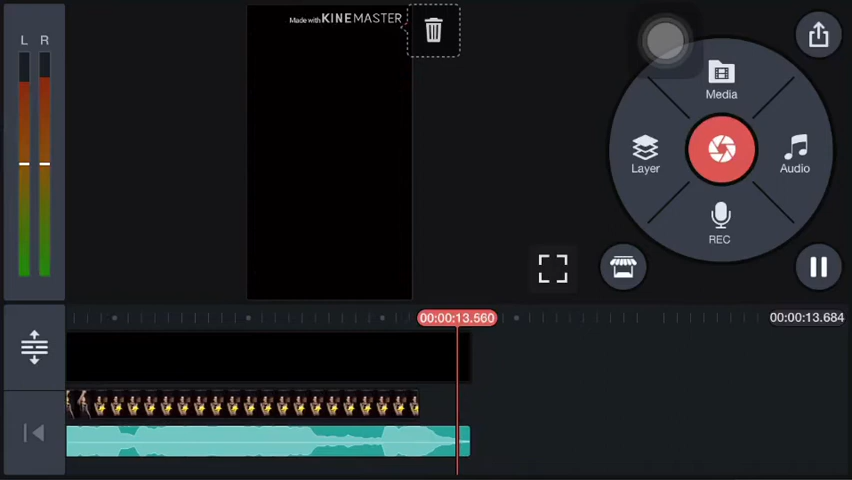 Made with KINEMASTER
L R
Media
Layer
Audio
REC
00:00:13.560
00:00:13.684